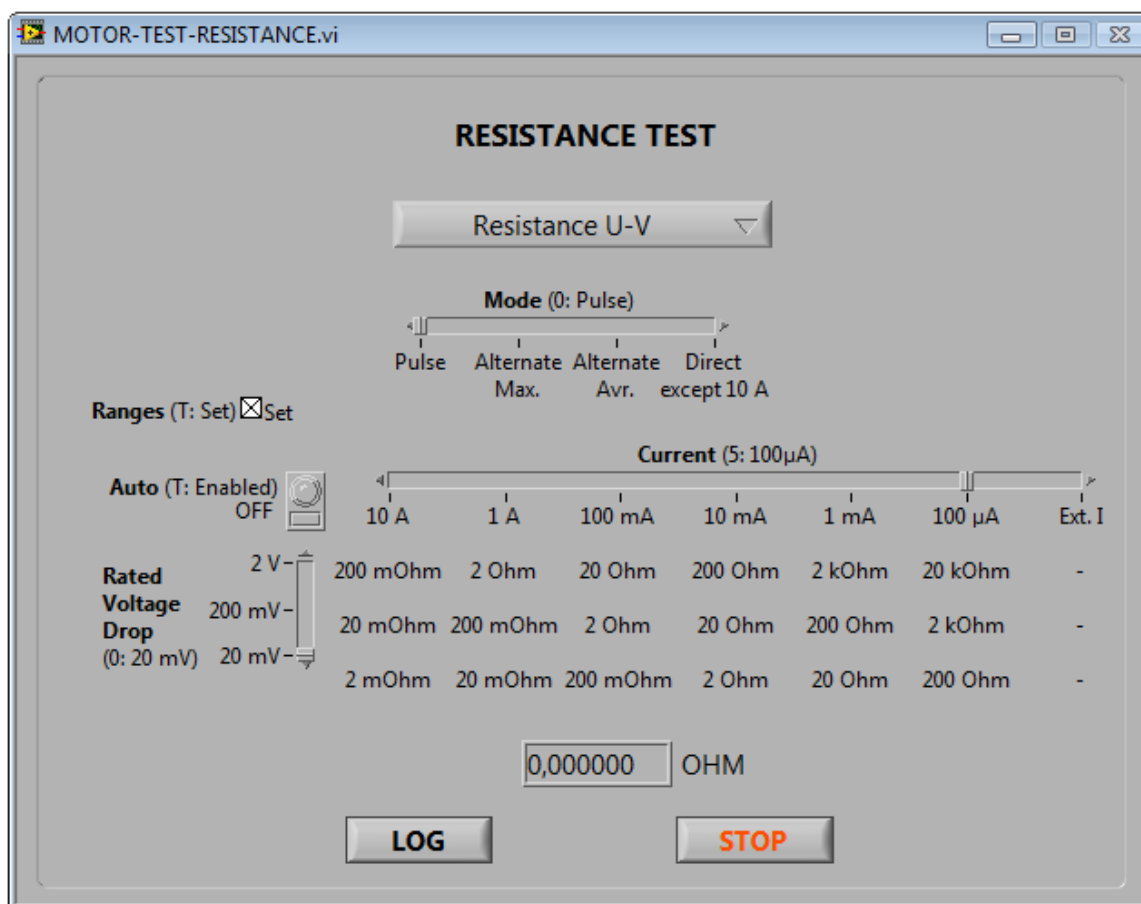 MOTOR-TEST-RESISTANCE.vi
RESISTANCE TEST
Resistance U-V
Mode (0: Pulse)
Pulse Alternate Alternate Direct
Max. Avr. except 10 A
Ranges (T: Set) Set
Current (5: 100µA)
Auto (T: Enabled)
OFF
10 A 1 A 100 mA 10 mA 1 mA 100 µA Ext. I
Rated
Voltage
Drop
(0: 20 mV)
2 V
200 mV
20 mV
200 mOhm 2 Ohm 20 Ohm 200 Ohm 2 kOhm 20 kOhm -
20 mOhm 200 mOhm 2 Ohm 20 Ohm 200 Ohm 2 kOhm -
2 mOhm 20 mOhm 200 mOhm 2 Ohm 20 Ohm 200 Ohm -
0,000000 OHM
LOG STOP